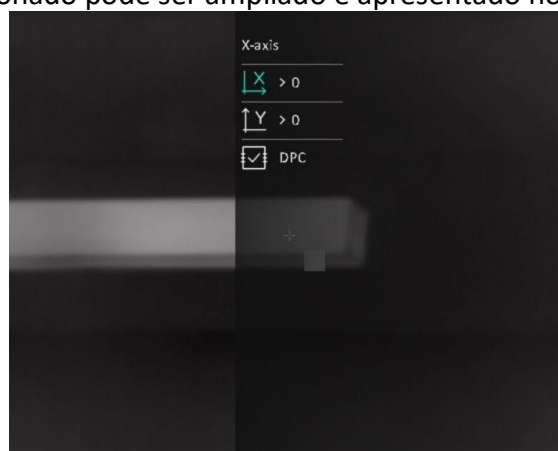 onado pode ser ampliado e apresentado no
X-axis
X > 0
Y > 0
DPC